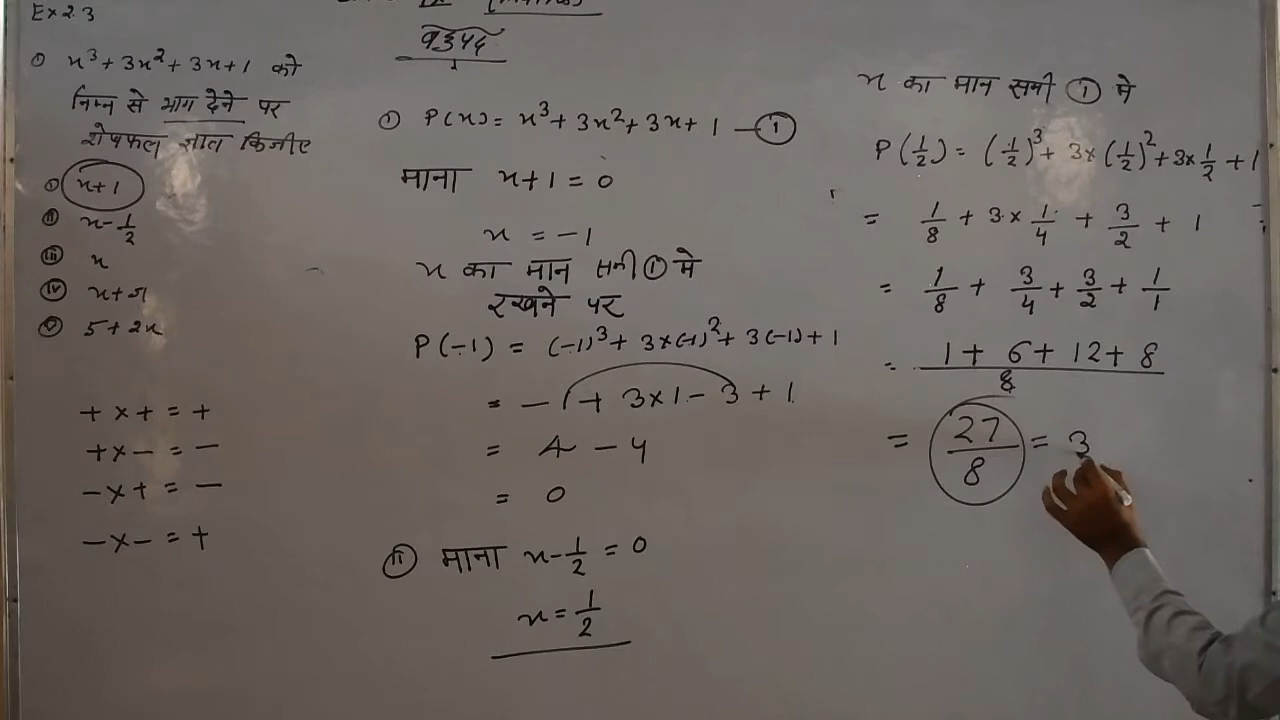 Ex 2.3
बहुपद
① x³ + 3x² + 3x + 1 को
निम्न से भाग देने पर
शेषफल ज्ञात किजीए
① x + 1
② x - 1/2
③ x
④ x + π
⑤ 5 + 2x
+ × + = +
+ × - = -
- × + = -
- × - = +
① P(x) = x³ + 3x² + 3x + 1 — ①
माना x + 1 = 0
x = -1
x का मान समी ① मे
रखने पर
P(-1) = (-1)³ + 3×(-1)² + 3(-1) + 1
= -1 + 3×1 - 3 + 1
= 4 - 4
= 0
② माना x - 1/2 = 0
x = 1/2
x का मान समी ① मे
P(1/2) = (1/2)³ + 3×(1/2)² + 3×1/2 + 1
= 1/8 + 3×1/4 + 3/2 + 1
= 1/8 + 3/4 + 3/2 + 1/1
= 1 + 6 + 12 + 8 / 8
= 27/8 = 3